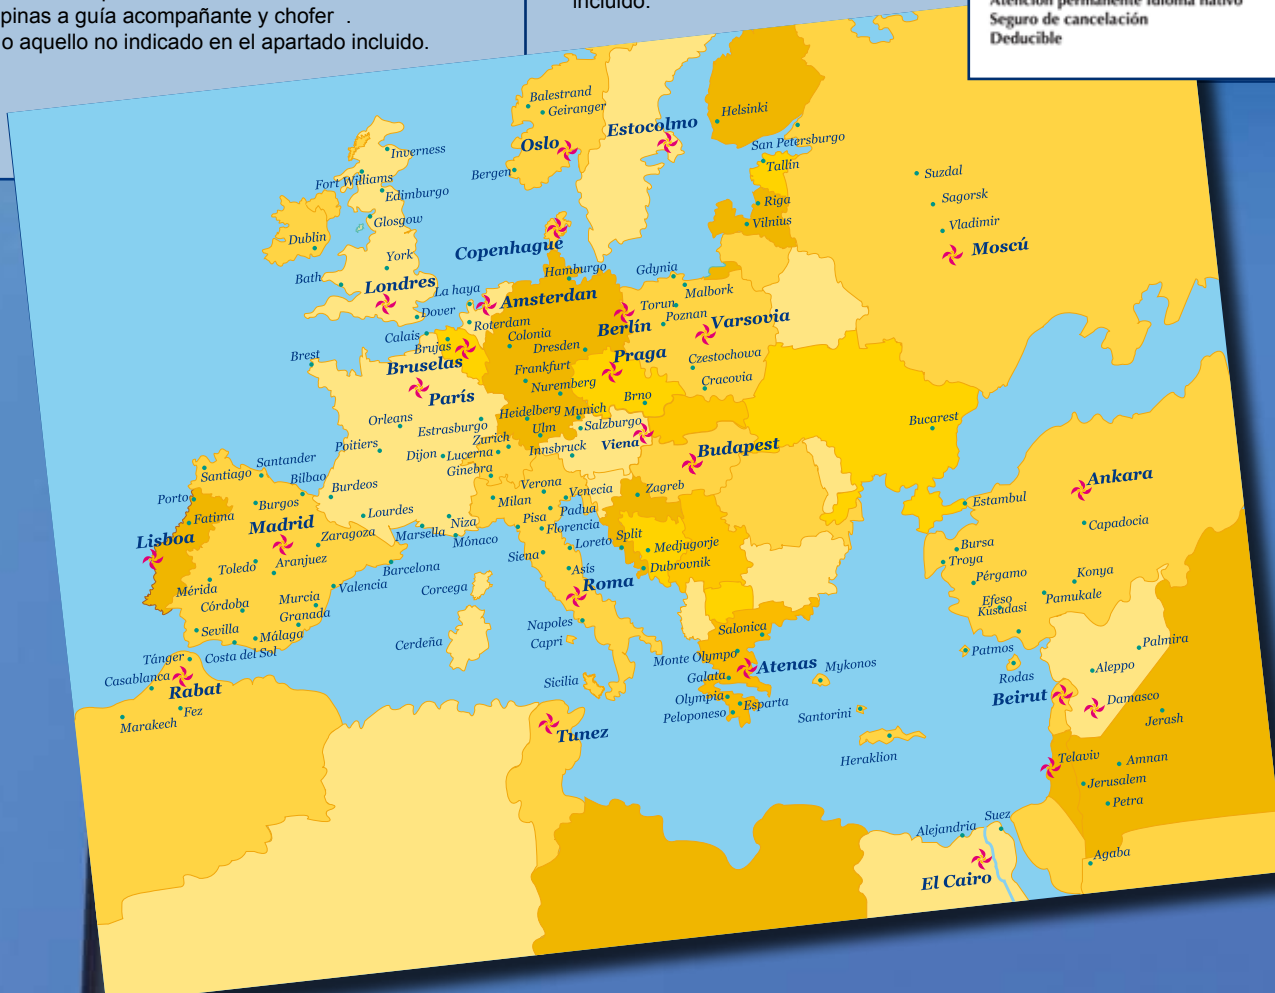 pinas a guía acompañante y chofer .
o aquello no indicado en el apartado incluido.
incluido.
Atención permanente idioma nativo
Seguro de cancelación
Deducible
Balestrand
Geiranger
Helsinki
Estocolmo
Oslo
San Petersburgo
Inverness
Tallín
Bergen
Fort Williams
Suzdal
Edimburgo
Sagorsk
Riga
Glosgow
Vilnius
Vladimir
Dublin
Moscú
Copenhague
York
Hamburgo
Gdynia
Bath
Londres
La haya
Amsterdan
Malbork
Dover
Torun
Roterdam
Berlín
Poznan
Varsovia
Calais
Colonia
Brujas
Dresden
Brest
Bruselas
Praga
Czestochowa
Frankfurt
Cracovia
París
Nuremberg
Brno
Orleans
Heidelberg
Munich
Bucarest
Estrasburgo
Ulm
Salzburgo
Zurich
Poitiers
Viena
Dijon
Lucerna
Innsbruck
Budapest
Ginebra
Santander
Santiago
Bilbao
Burdeos
Verona
Venecia
Zagreb
Ankara
Porto
Burgos
Milan
Estambul
Fatima
Lourdes
Niza
Pisa
Padua
Madrid
Florencia
Capadocia
Lisboa
Zaragoza
Marsella
Mónaco
Loreto
Split
Medjugorje
Bursa
Siena
Toledo
Aranjuez
Barcelona
Asís
Dubrovnik
Troya
Mérida
Valencia
Corcega
Roma
Pérgamo
Konya
Córdoba
Murcia
Efeso
Pamukale
Granada
Kusadasi
Sevilla
Málaga
Napoles
Salonica
Costa del Sol
Cerdeña
Capri
Palmira
Tánger
Monte Olympo
Atenas
Mykonos
Patmos
Casablanca
Galata
Rodas
Aleppo
Rabat
Sicilia
Olympia
Esparta
Beirut
Damasco
Fez
Peloponeso
Santorini
Jerash
Marakech
Tunez
Heraklion
Telaviv
Amnan
Jerusalem
Petra
Suez
Alejandria
Agaba
El Cairo